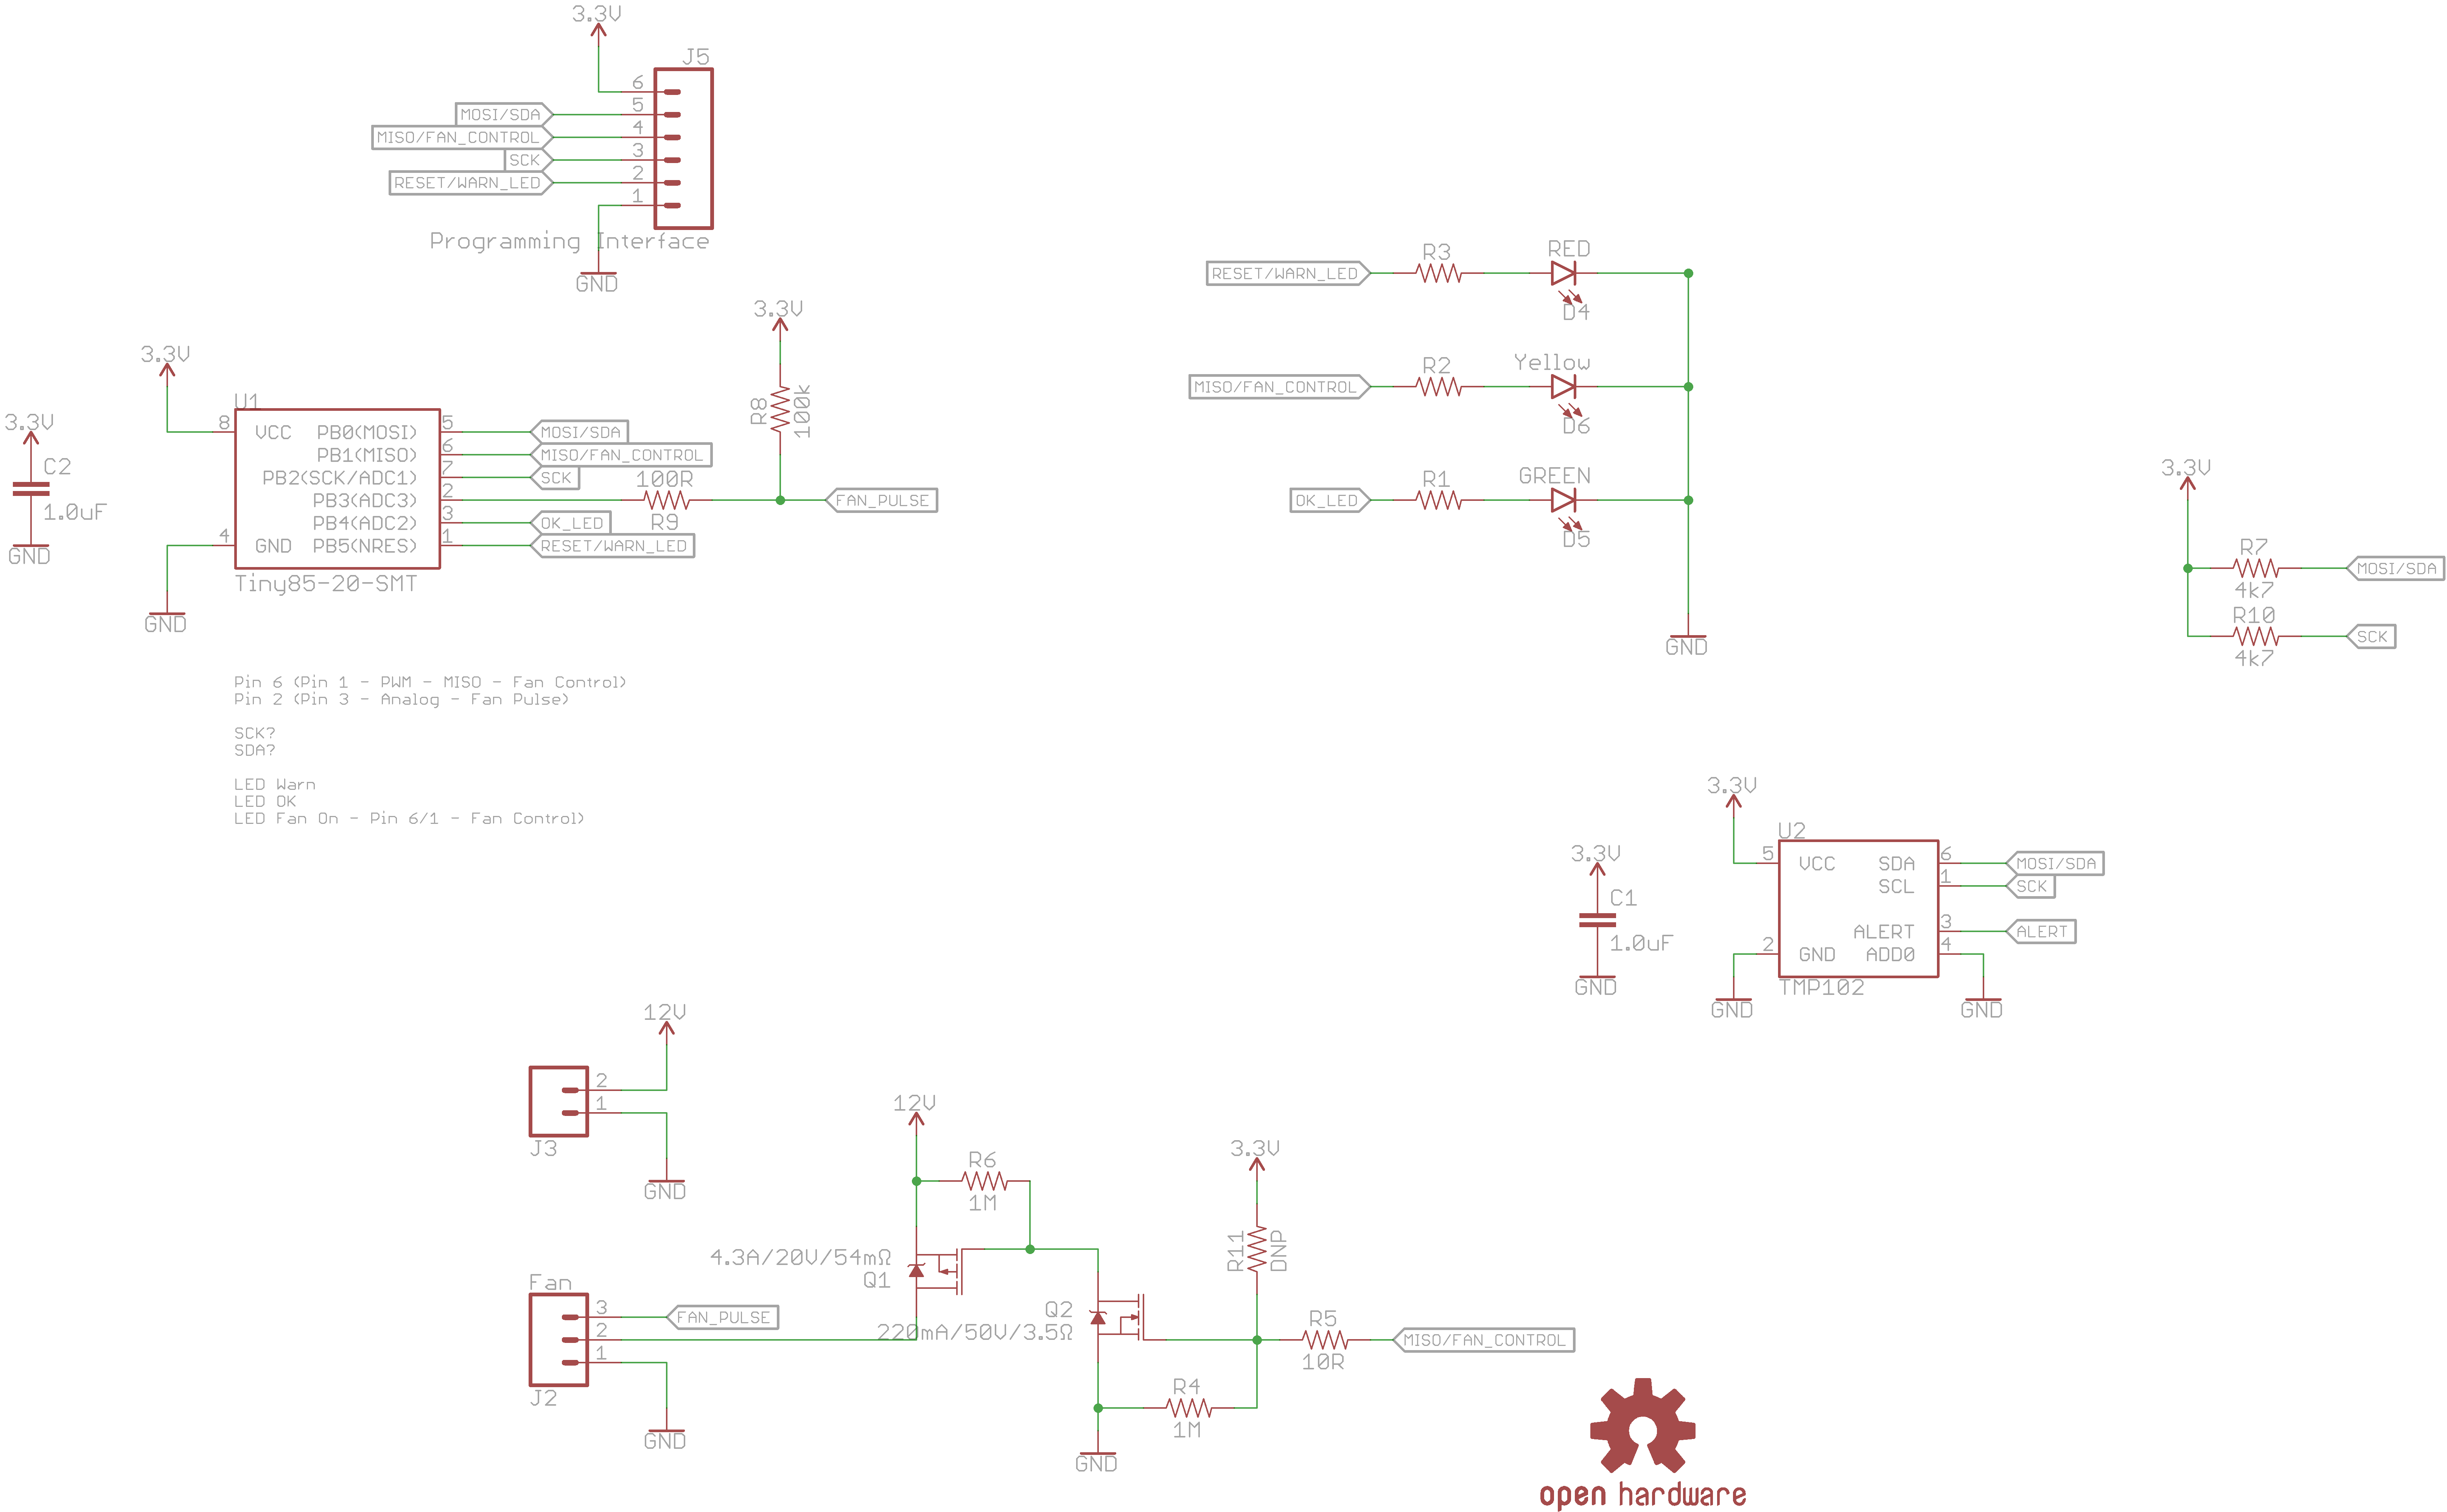 3.3V
J5
6
MOSI/SDA
5
MISO/FAN_CONTROL
4
SCK
3
RESET/WARN_LED
2
1
Programming Interface
GND
3.3V
U1
8
VCC
PB0(MOSI)
5
MOSI/SDA
PB1(MISO)
6
MISO/FAN_CONTROL
PB2(SCK/ADC1)
7
SCK
PB3(ADC3)
2
100R
R9
PB4(ADC2)
3
OK_LED
4
GND
PB5(NRES)
1
RESET/WARN_LED
Tiny85-20-SMT
GND
3.3V
C2
1.0uF
GND
3.3V
R8
100k
FAN_PULSE
RESET/WARN_LED
R3
RED
D4
MISO/FAN_CONTROL
R2
Yellow
D6
OK_LED
R1
GREEN
D5
GND
3.3V
R7
MOSI/SDA
4k7
R10
SCK
4k7
Pin 6 (Pin 1 - PWM - MISO - Fan Control)
Pin 2 (Pin 3 - Analog - Fan Pulse)
SCK?
SDA?
LED Warn
LED OK
LED Fan On - Pin 6/1 - Fan Control)
3.3V
C1
1.0uF
GND
3.3V
U2
5
VCC
SDA
6
MOSI/SDA
SCL
1
SCK
ALERT
3
ALERT
2
GND
ADD0
4
TMP102
GND
GND
12V
2
1
J3
GND
12V
R6
1M
4.3A/20V/54mΩ
Q1
Fan
3
FAN_PULSE
2
1
J2
GND
Q2
220mA/50V/3.5Ω
3.3V
R11
DNP
R5
10R
MISO/FAN_CONTROL
R4
1M
GND
open hardware